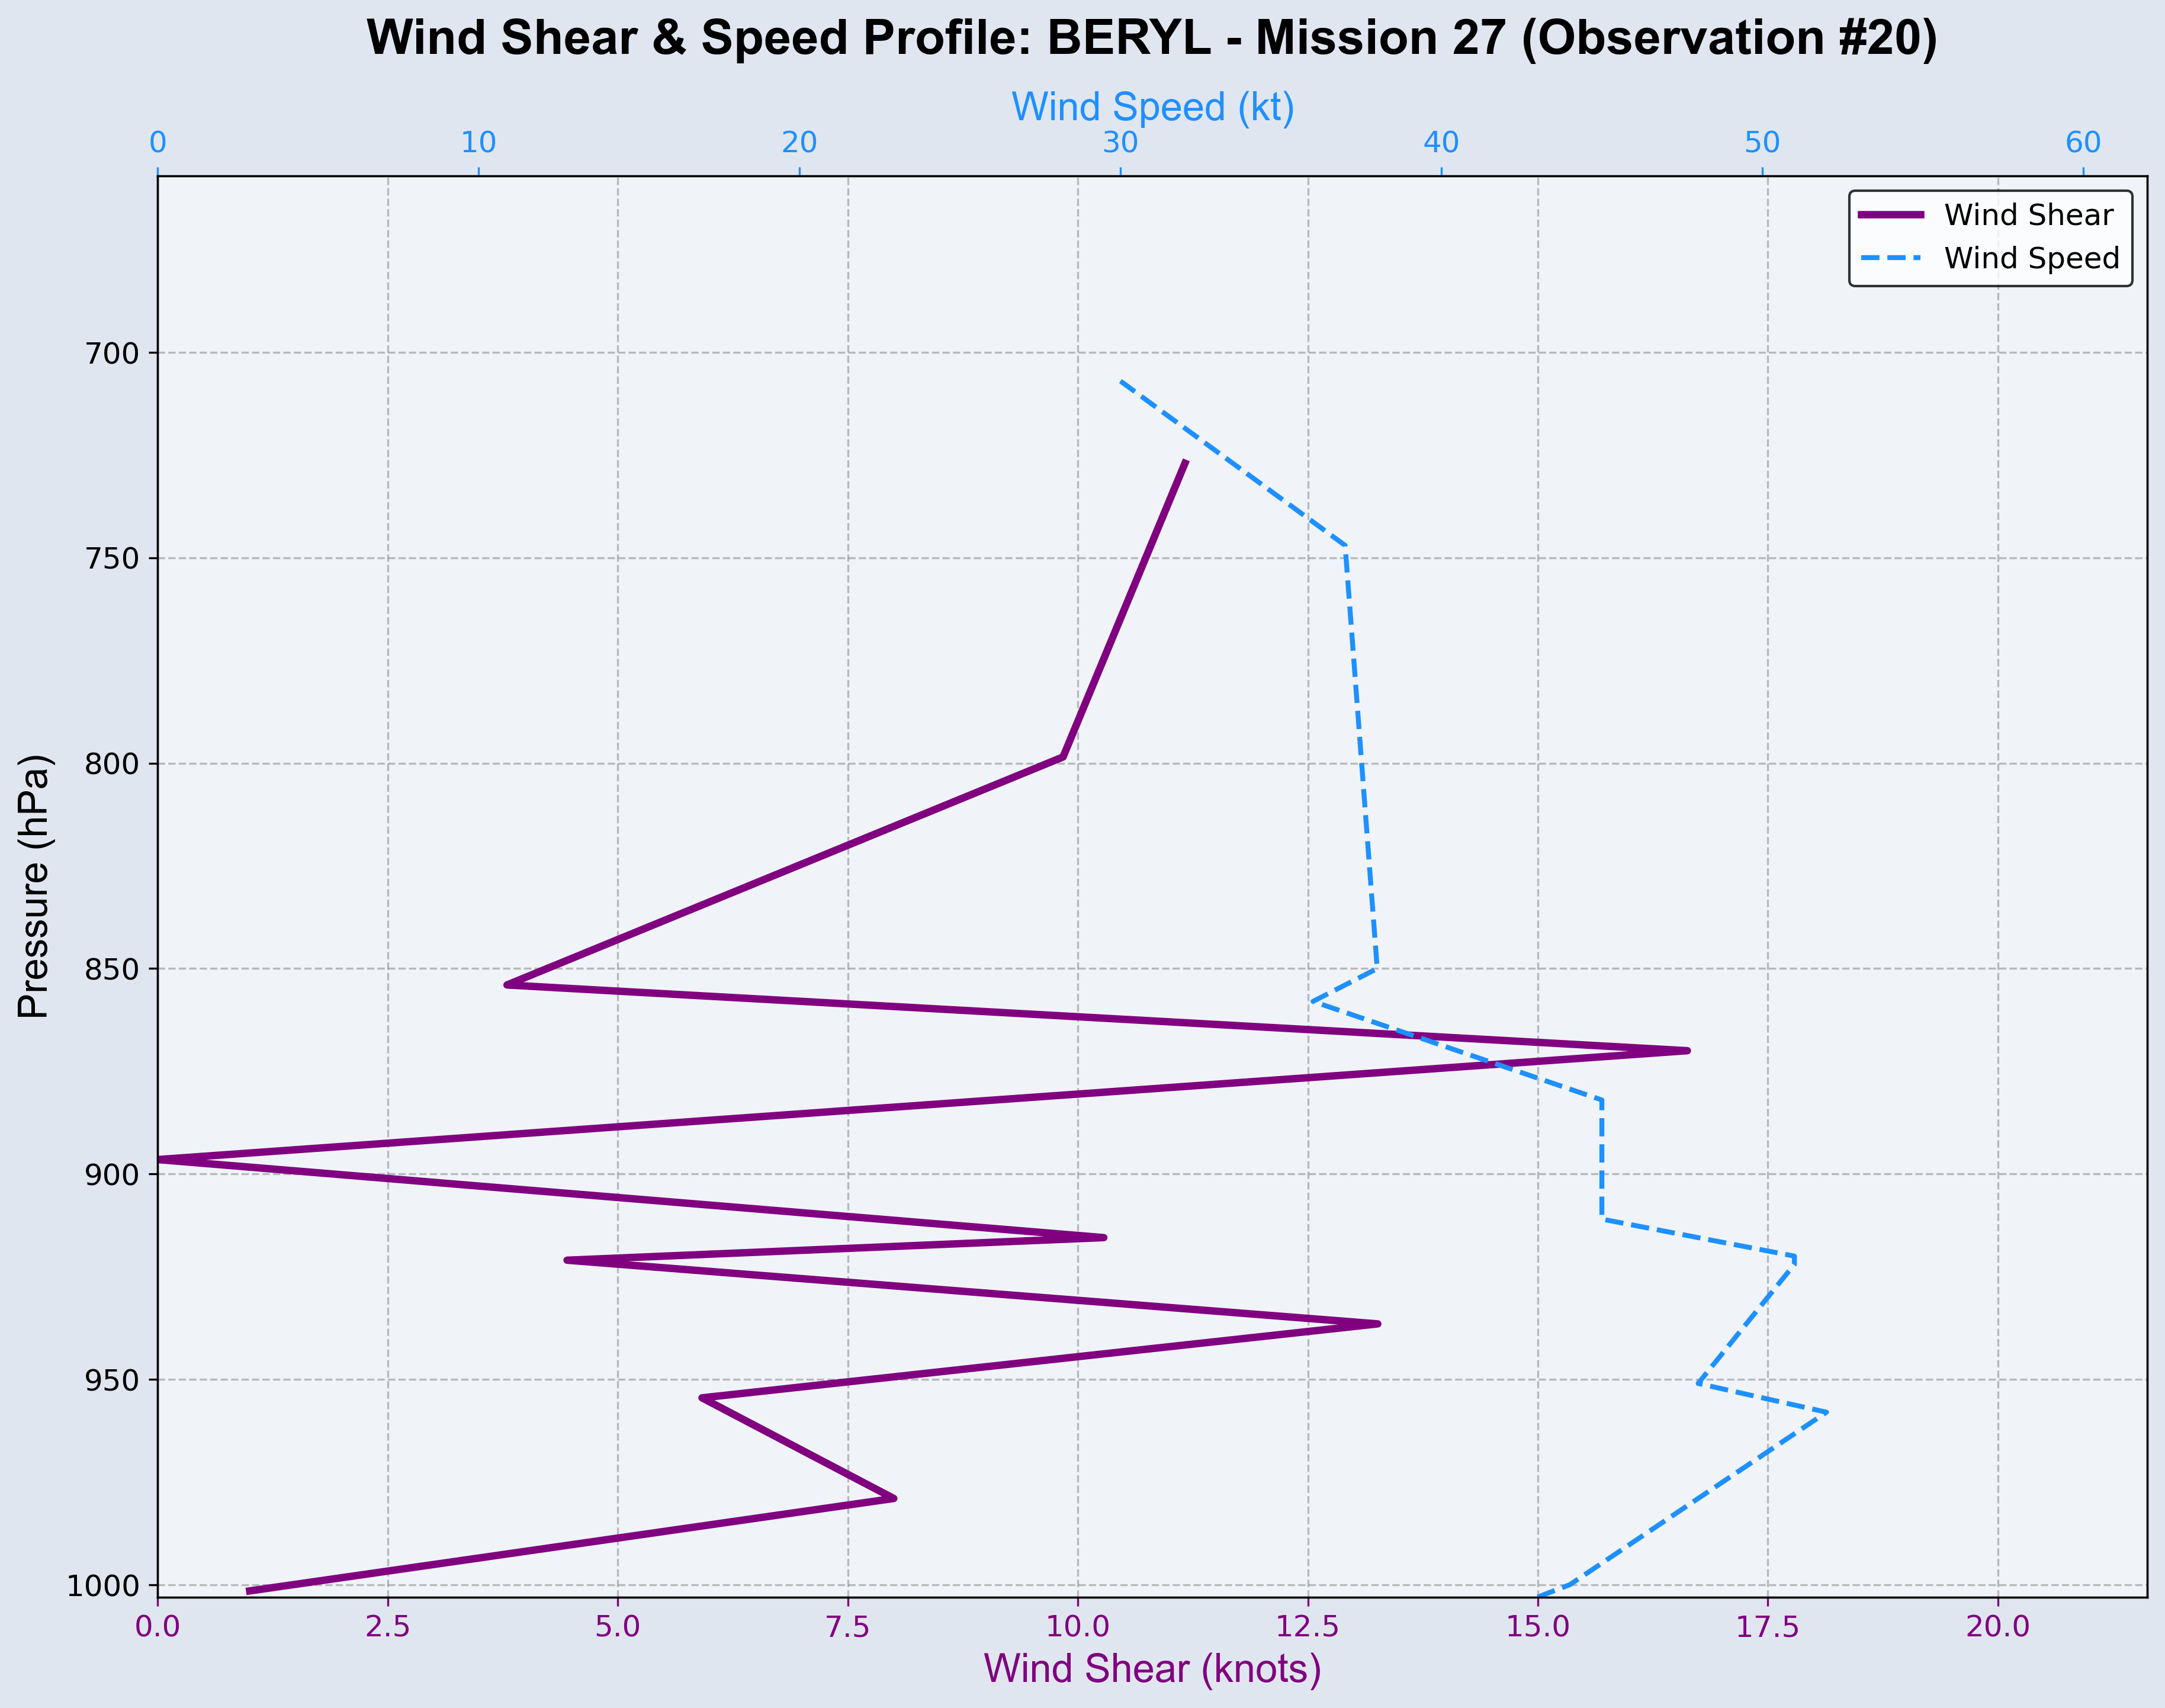 Wind Shear & Speed Profile: BERYL - Mission 27 (Observation #20)
Wind Speed (kt)
0 10 20 30 40 50 60
Wind Shear
Wind Speed
Pressure (hPa)
700
750
800
850
900
950
1000
0.0 2.5 5.0 7.5 10.0 12.5 15.0 17.5 20.0
Wind Shear (knots)